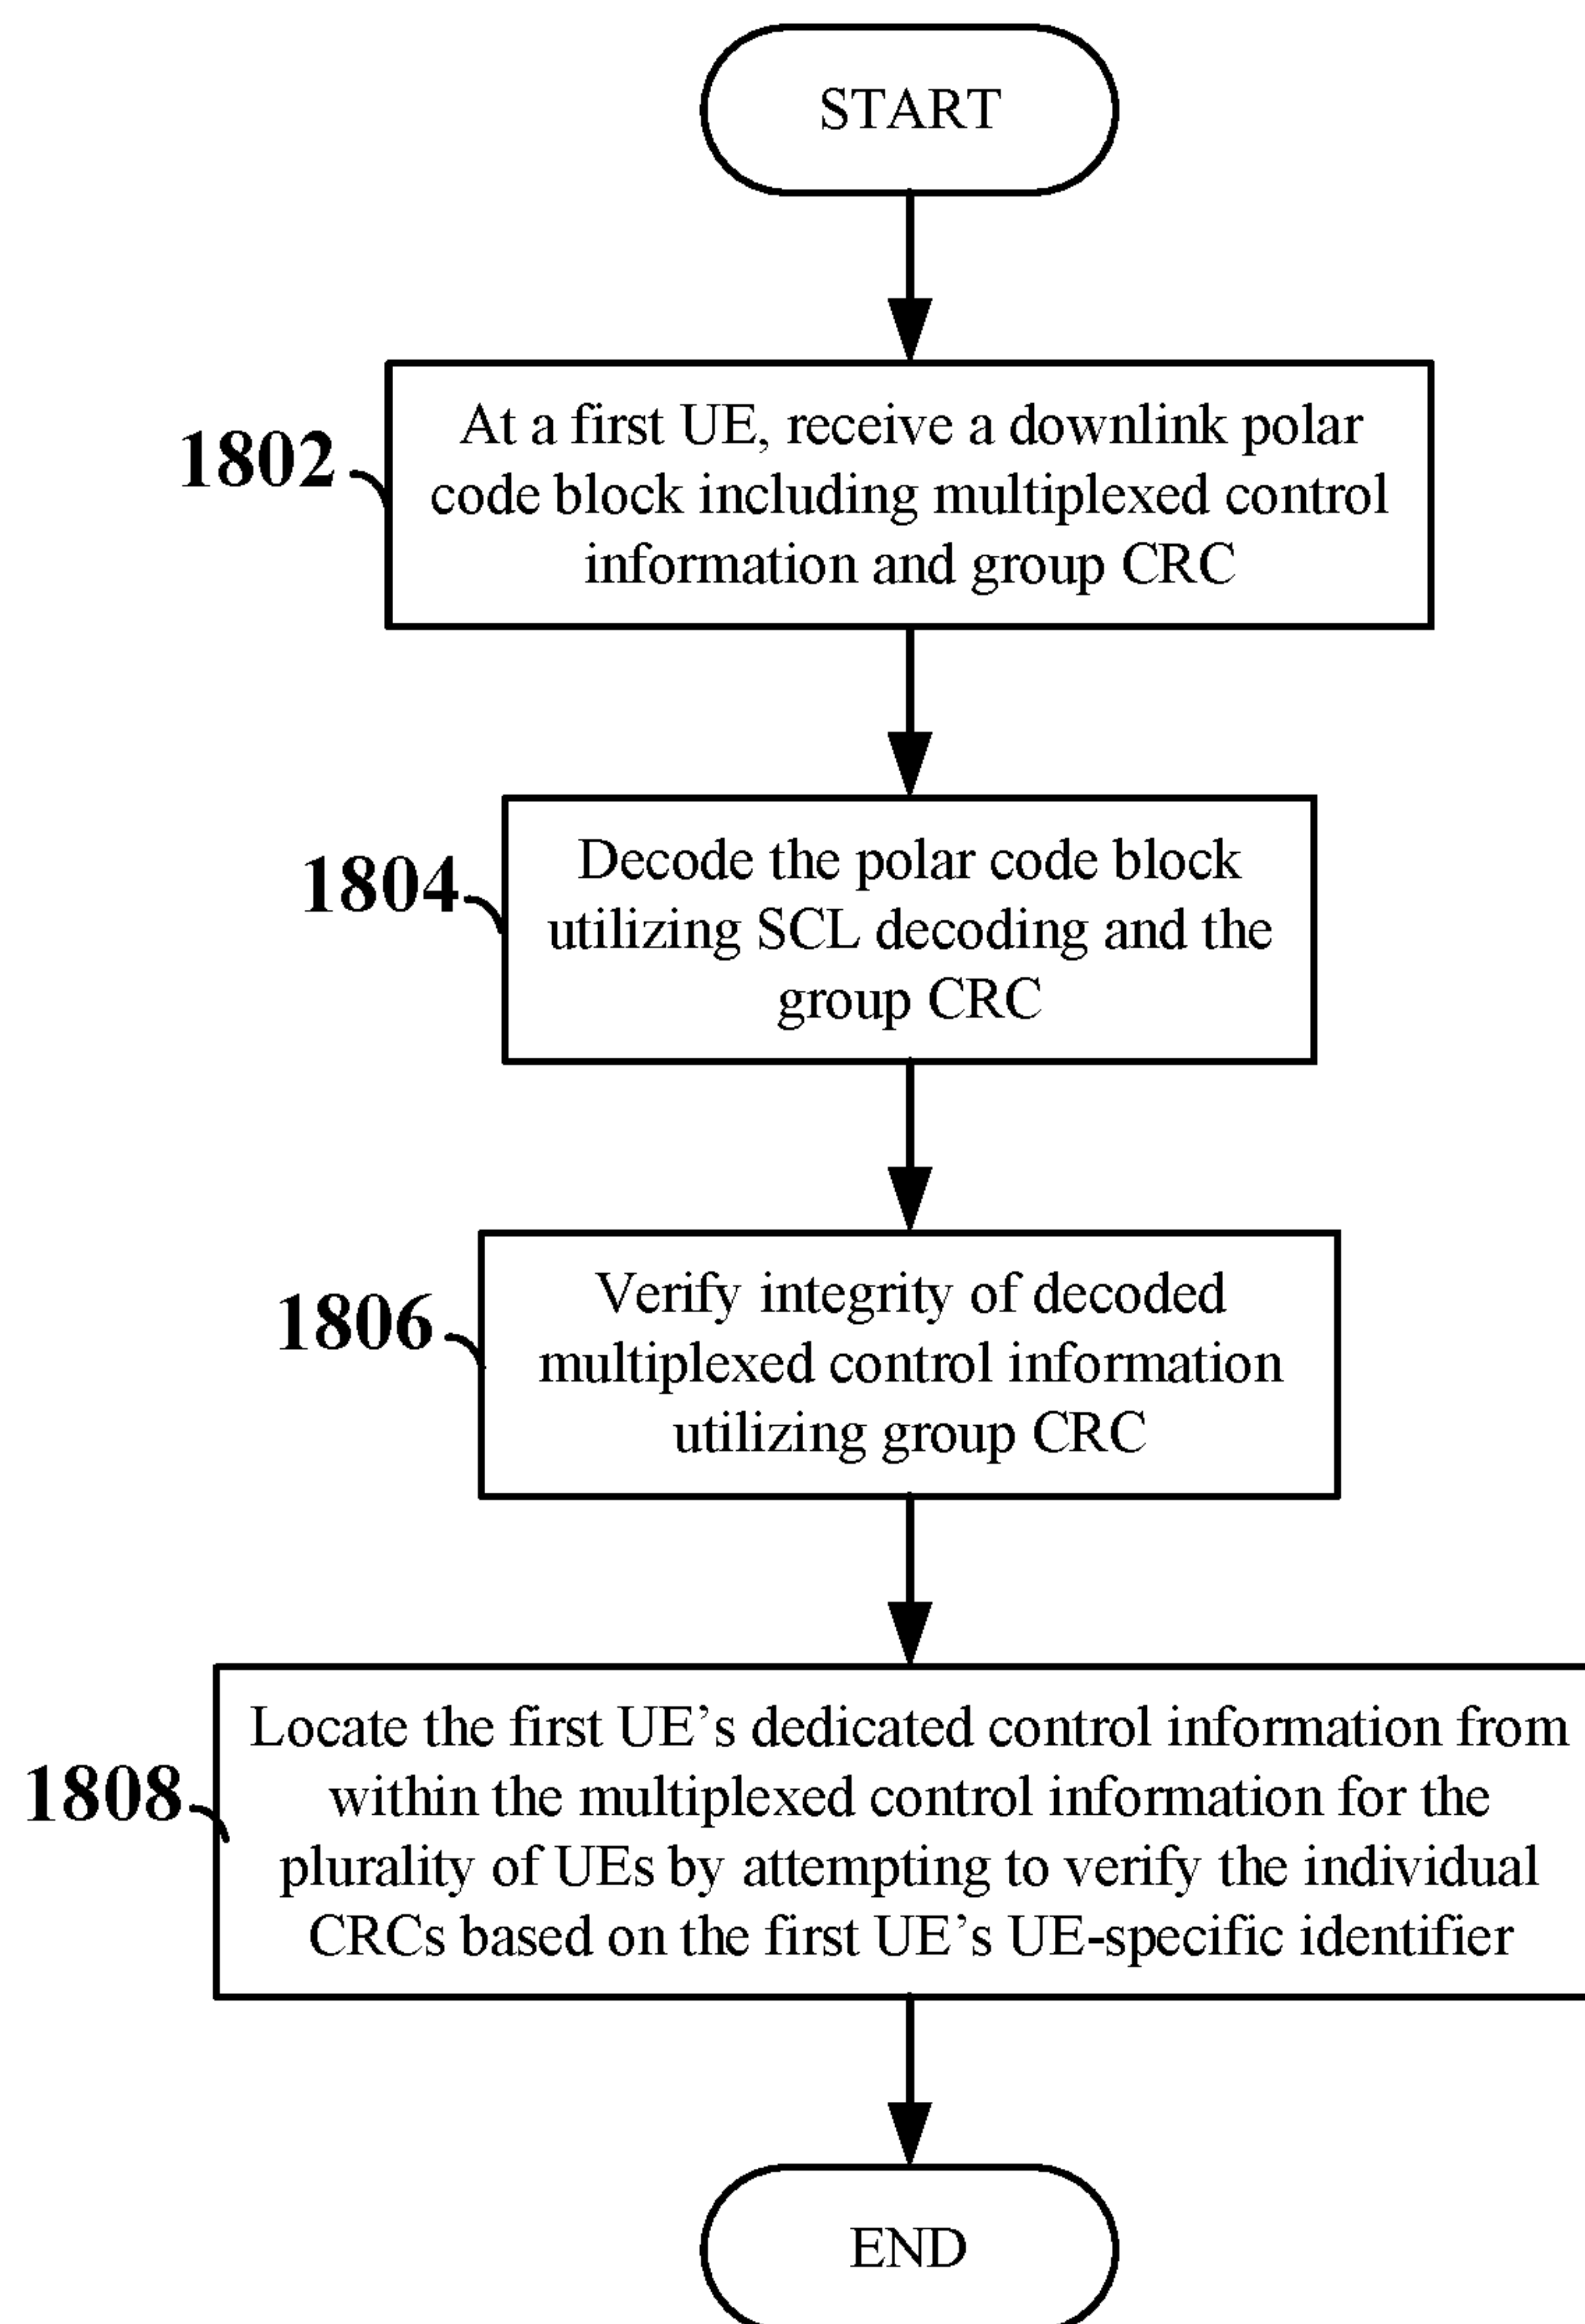 START
1802
At a first UE, receive a downlink polar
code block including multiplexed control
information and group CRC
1804
Decode the polar code block
utilizing SCL decoding and the
group CRC
1806
Verify integrity of decoded
multiplexed control information
utilizing group CRC
1808
Locate the first UE’s dedicated control information from
within the multiplexed control information for the
plurality of UEs by attempting to verify the individual
CRCs based on the first UE’s UE-specific identifier
END